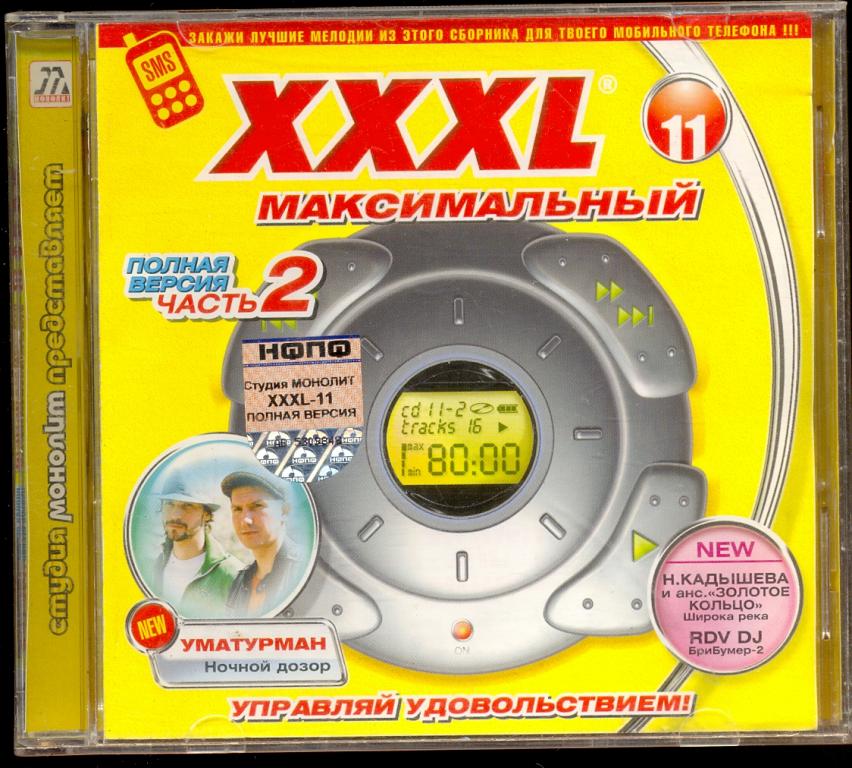 ЗАКАЖИ ЛУЧШИЕ МЕЛОДИИ ИЗ ЭТОГО СБОРНИКА ДЛЯ ТВОЕГО МОБИЛЬНОГО ТЕЛЕФОНА !!!
SMS
XXXL®
11
МАКСИМАЛЬНЫЙ
МОНОЛИТ
студия монолит представляет
ПОЛНАЯ
ВЕРСИЯ
ЧАСТЬ 2
НФПФ
Студия МОНОЛИТ
XXXL-11
ПОЛНАЯ ВЕРСИЯ
cd 11-2
tracks 16
max
min
80:00
NEW
УМАТУРМАН
Ночной дозор
ON
NEW
Н.КАДЫШЕВА
и анс.«ЗОЛОТОЕ
КОЛЬЦО»
Широка река
RDV DJ
БриБумер-2
УПРАВЛЯЙ УДОВОЛЬСТВИЕМ!